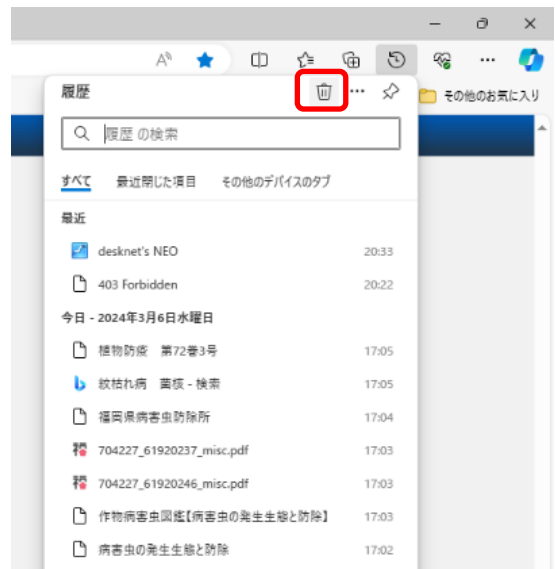 A
その他のお気に入り
履歴
履歴 の検索
すべて 最近閉じた項目 その他のデバイスのタブ
最近
desknet's NEO 20:33
403 Forbidden 20:22
今日 - 2024年3月6日水曜日
植物防疫 第72巻3号 17:05
紋枯れ病 菌核 - 検索 17:05
福岡県病害虫防除所 17:04
704227_61920237_misc.pdf 17:03
704227_61920246_misc.pdf 17:03
作物病害虫図鑑【病害虫の発生生態と防除】 17:03
病害虫の発生生態と防除 17:02